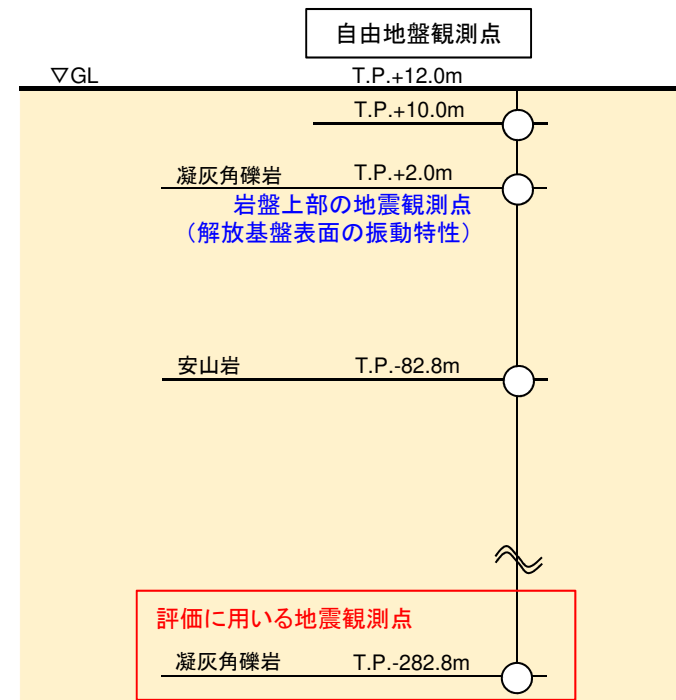 自由地盤観測点
▽GL T.P.+12.0m
T.P.+10.0m
凝灰角礫岩 T.P.+2.0m
岩盤上部の地震観測点
（解放基盤表面の振動特性）
安山岩 T.P.-82.8m
評価に用いる地震観測点
凝灰角礫岩 T.P.-282.8m